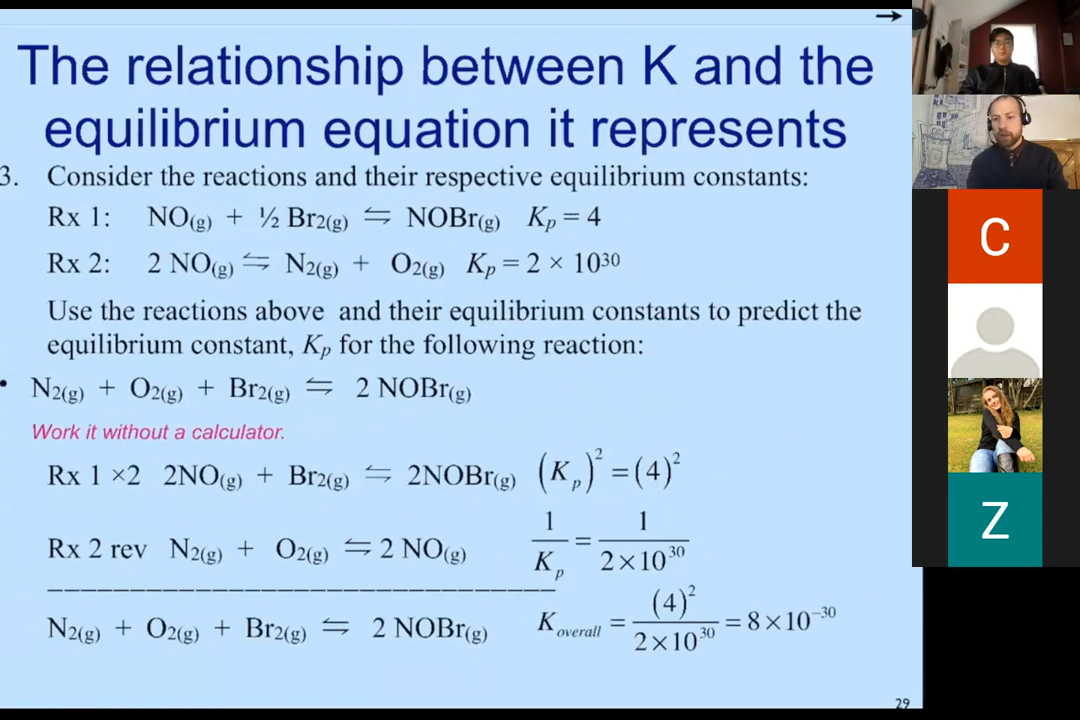 →
The relationship between K and the
equilibrium equation it represents
3. Consider the reactions and their respective equilibrium constants:
Rx 1: NO(g) + ½ Br2(g) ⇋ NOBr(g) Kp = 4
Rx 2: 2 NO(g) ⇋ N2(g) + O2(g) Kp = 2 × 10^30
Use the reactions above and their equilibrium constants to predict the
equilibrium constant, Kp for the following reaction:
• N2(g) + O2(g) + Br2(g) ⇋ 2 NOBr(g)
Work it without a calculator.
Rx 1 ×2 2NO(g) + Br2(g) ⇋ 2NOBr(g) (Kp)^2 = (4)^2
Rx 2 rev N2(g) + O2(g) ⇋ 2 NO(g) 1/Kp = 1/(2×10^30)
N2(g) + O2(g) + Br2(g) ⇋ 2 NOBr(g) Koverall = (4)^2/(2×10^30) = 8×10^−30
29
C
Z